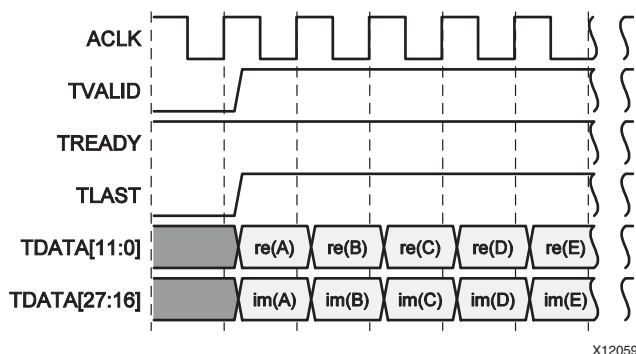 ACLK
TVALID
TREADY
TLAST
TDATA[11:0] re(A) re(B) re(C) re(D) re(E)
TDATA[27:16] im(A) im(B) im(C) im(D) im(E)
X12059